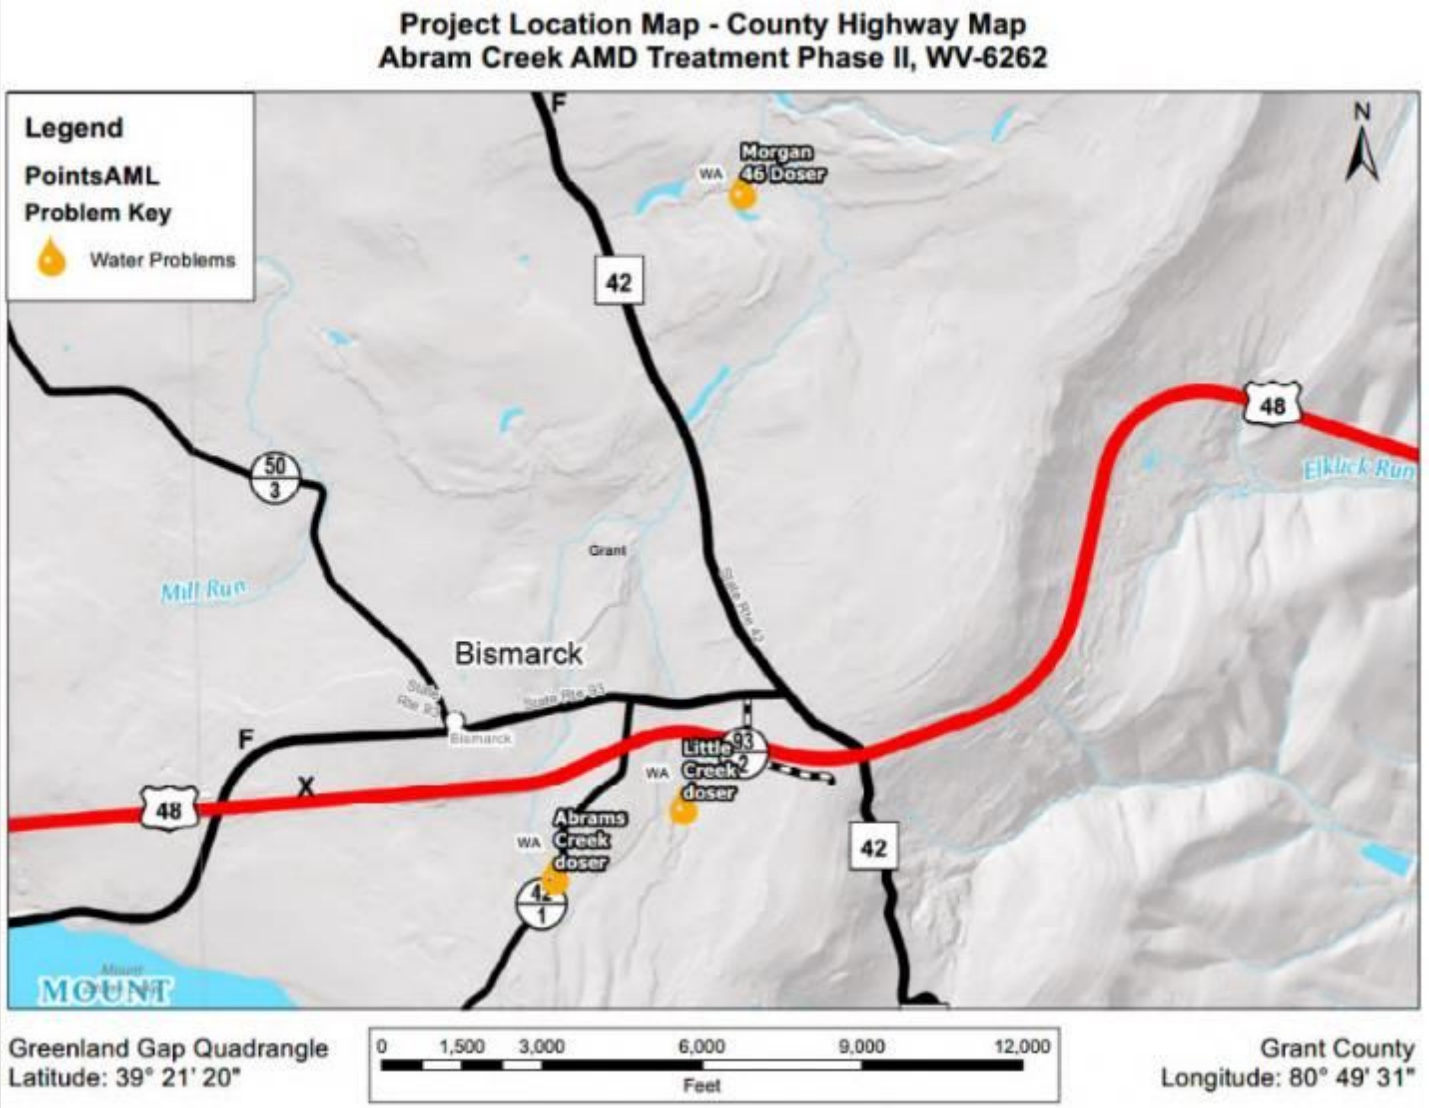 Project Location Map - County Highway Map
Abram Creek AMD Treatment Phase II, WV-6262
Legend
PointsAML
Problem Key
Water Problems
F
N
Morgan
WA 46 Doser
42
48
Elklick Run
50
3
Grant
Mill Run
State Rte 42
Bismarck
State
Rte 93
State Rte 93
Bismarck
F
X
48
93
2
Little
WA Creek
doser
Abrams
WA Creek
doser
42
42
1
Mount
MOUNT
Greenland Gap Quadrangle
Latitude: 39° 21' 20"
0 1,500 3,000 6,000 9,000 12,000
Feet
Grant County
Longitude: 80° 49' 31"